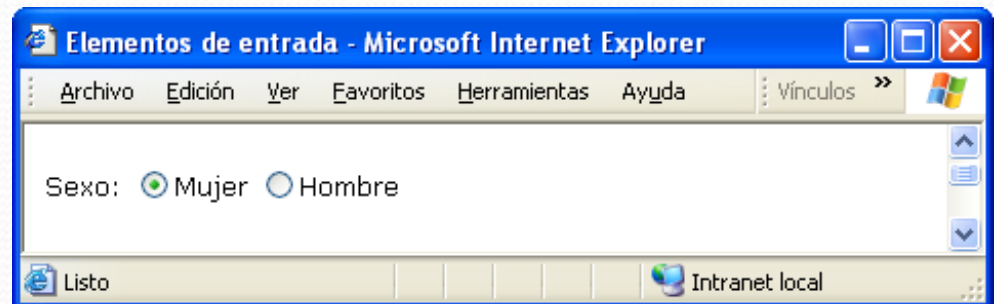 Elementos de entrada - Microsoft Internet Explorer
Archivo Edición Ver Favoritos Herramientas Ayuda Vínculos »
Sexo: Mujer Hombre
Listo Intranet local